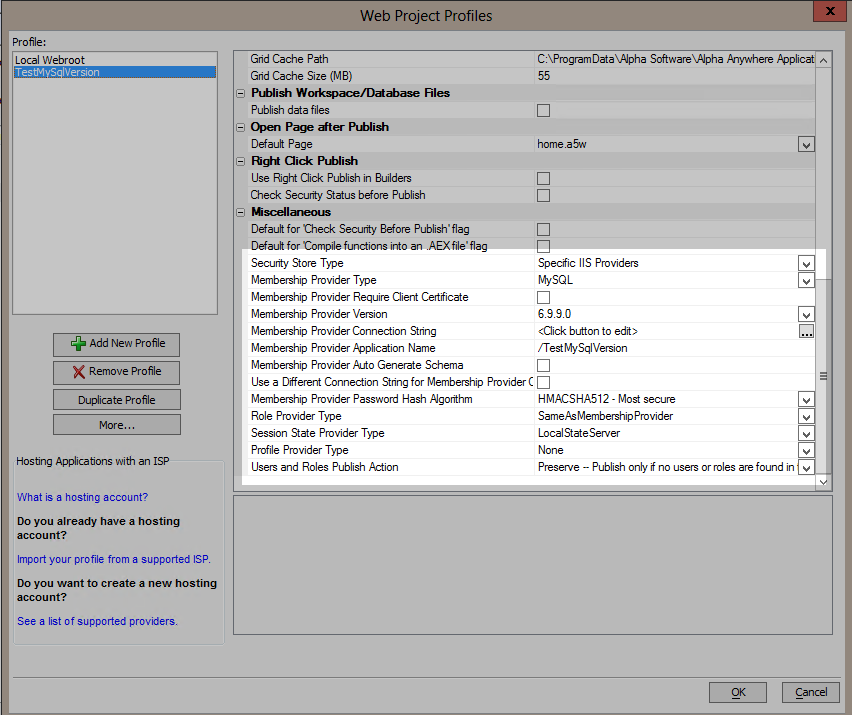 Web Project Profiles
x
Profile:
Local Webroot
TestMySqlVersion
Add New Profile
Remove Profile
Duplicate Profile
More...
Hosting Applications with an ISP
What is a hosting account?
Do you already have a hosting
account?
Import your profile from a supported ISP.
Do you want to create a new hosting
account?
See a list of supported providers.
Grid Cache Path C:\ProgramData\Alpha Software\Alpha Anywhere Applicat
Grid Cache Size (MB) 55
Publish Workspace/Database Files
Publish data files
Open Page after Publish
Default Page home.a5w
Right Click Publish
Use Right Click Publish in Builders
Check Security Status before Publish
Miscellaneous
Default for 'Check Security Before Publish' flag
Default for 'Compile functions into an .AEX file' flag
Security Store Type Specific IIS Providers
Membership Provider Type MySQL
Membership Provider Require Client Certificate
Membership Provider Version 6.9.9.0
Membership Provider Connection String <Click button to edit> ...
Membership Provider Application Name /TestMySqlVersion
Membership Provider Auto Generate Schema
Use a Different Connection String for Membership Provider
Membership Provider Password Hash Algorithm HMACSHA512 - Most secure
Role Provider Type SameAsMembershipProvider
Session State Provider Type LocalStateServer
Profile Provider Type None
Users and Roles Publish Action Preserve -- Publish only if no users or roles are found in
OK
Cancel